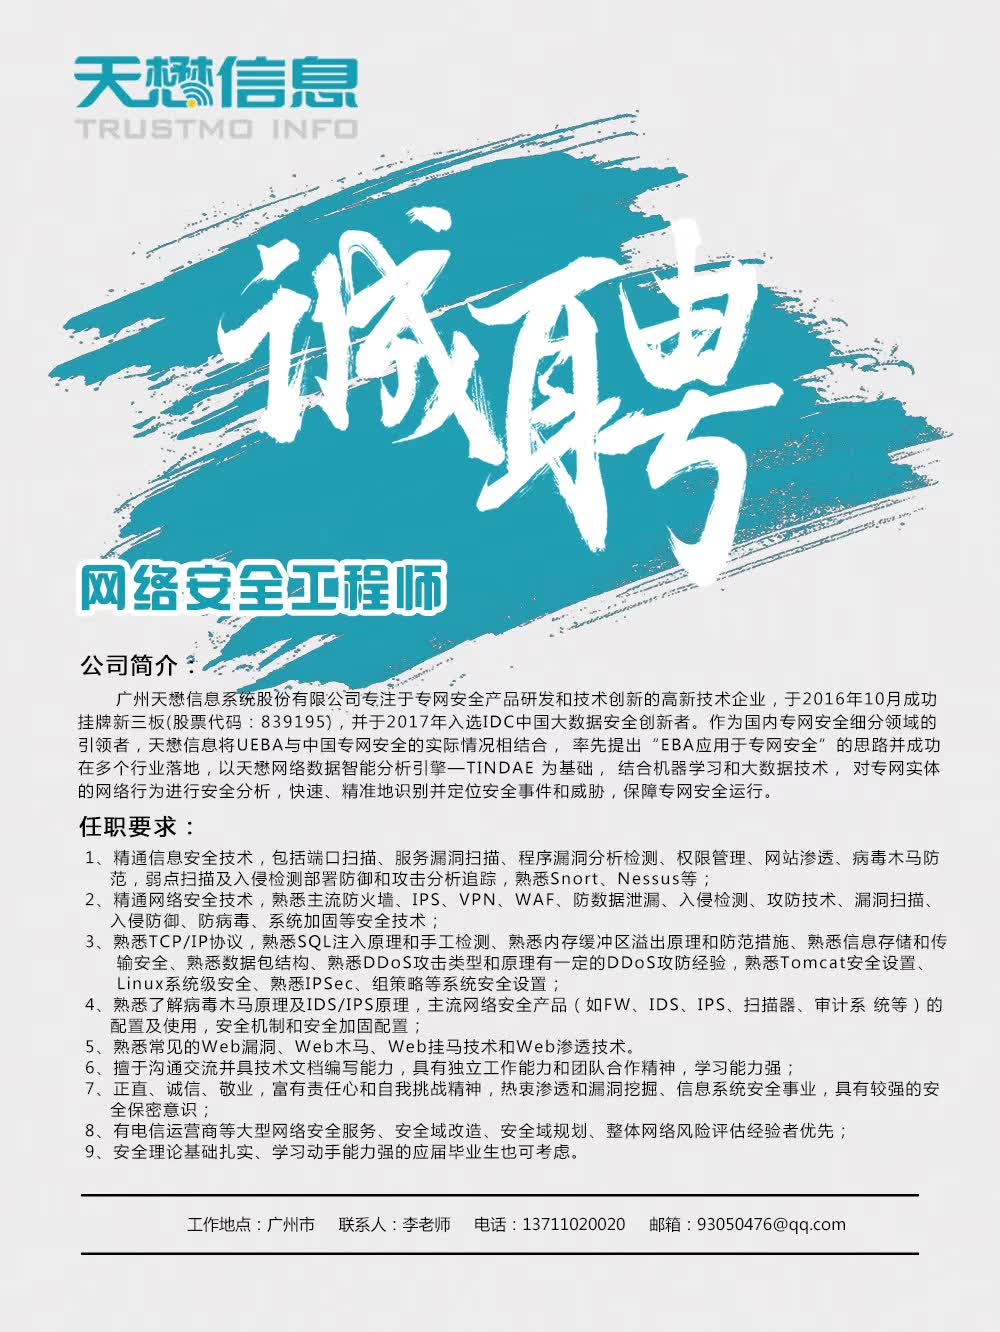 天懋信息
TRUSTMO INFO
诚聘
网络安全工程师
公司简介：
广州天懋信息系统股份有限公司专注于专网安全产品研发和技术创新的高新技术企业，于2016年10月成功
挂牌新三板(股票代码：839195)，并于2017年入选IDC中国大数据安全创新者。作为国内专网安全细分领域的
引领者，天懋信息将UEBA与中国专网安全的实际情况相结合， 率先提出“EBA应用于专网安全”的思路并成功
在多个行业落地，以天懋网络数据智能分析引擎—TINDAE 为基础， 结合机器学习和大数据技术， 对专网实体
的网络行为进行安全分析，快速、精准地识别并定位安全事件和威胁，保障专网安全运行。
任职要求：
1、精通信息安全技术，包括端口扫描、服务漏洞扫描、程序漏洞分析检测、权限管理、网站渗透、病毒木马防
范，弱点扫描及入侵检测部署防御和攻击分析追踪，熟悉Snort、Nessus等；
2、精通网络安全技术，熟悉主流防火墙、IPS、VPN、WAF、防数据泄漏、入侵检测、攻防技术、漏洞扫描、
入侵防御、防病毒、系统加固等安全技术；
3、熟悉TCP/IP协议，熟悉SQL注入原理和手工检测、熟悉内存缓冲区溢出原理和防范措施、熟悉信息存储和传
输安全、熟悉数据包结构、熟悉DDoS攻击类型和原理有一定的DDoS攻防经验，熟悉Tomcat安全设置、
Linux系统级安全、熟悉IPSec、组策略等系统安全设置；
4、熟悉了解病毒木马原理及IDS/IPS原理，主流网络安全产品（如FW、IDS、IPS、扫描器、审计系 统等）的
配置及使用，安全机制和安全加固配置；
5、熟悉常见的Web漏洞、Web木马、Web挂马技术和Web渗透技术。
6、擅于沟通交流并具技术文档编写能力，具有独立工作能力和团队合作精神，学习能力强；
7、正直、诚信、敬业，富有责任心和自我挑战精神，热衷渗透和漏洞挖掘、信息系统安全事业，具有较强的安
全保密意识；
8、有电信运营商等大型网络安全服务、安全域改造、安全域规划、整体网络风险评估经验者优先；
9、安全理论基础扎实、学习动手能力强的应届毕业生也可考虑。
工作地点：广州市 联系人：李老师 电话：13711020020 邮箱：93050476@qq.com